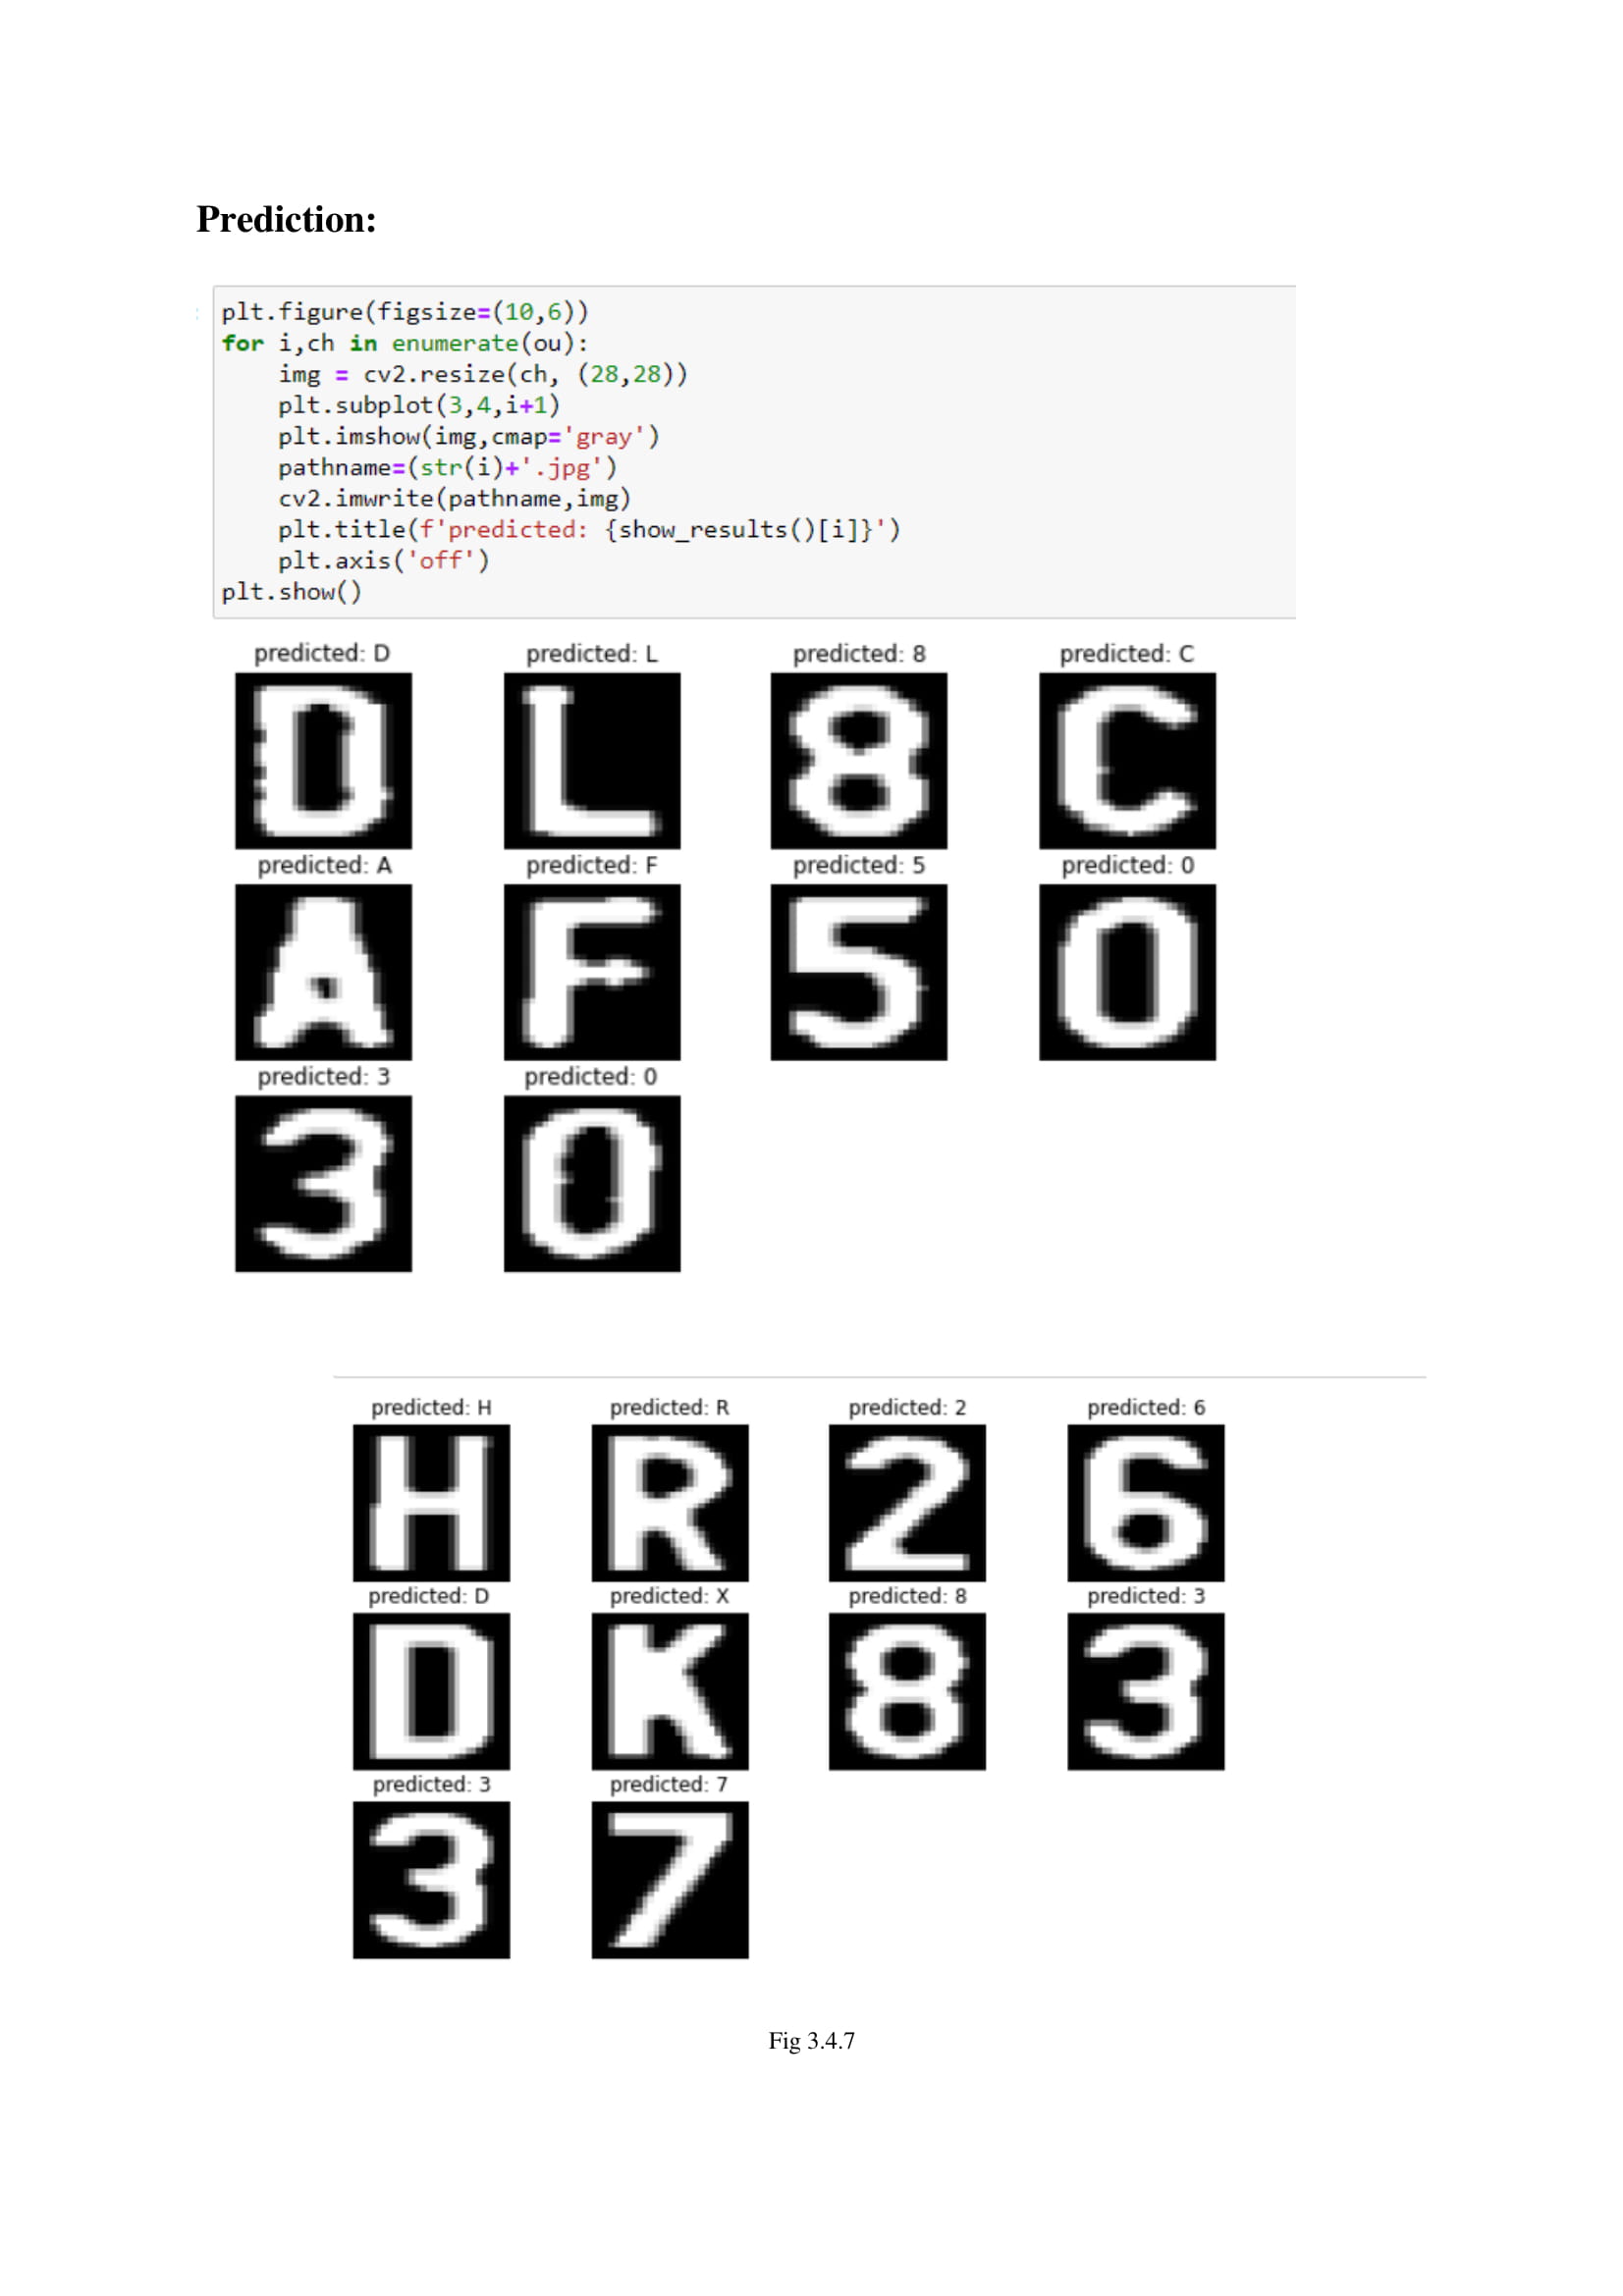 Prediction:
plt.figure(figsize=(10,6))
for i,ch in enumerate(ou):
    img = cv2.resize(ch, (28,28))
    plt.subplot(3,4,i+1)
    plt.imshow(img,cmap='gray')
    pathname=(str(i)+'.jpg')
    cv2.imwrite(pathname,img)
    plt.title(f'predicted: {show_results()[i]}')
    plt.axis('off')
plt.show()
predicted: D predicted: L predicted: 8 predicted: C
D L 8 C
predicted: A predicted: F predicted: 5 predicted: 0
A F 5 0
predicted: 3 predicted: 0
3 0
predicted: H predicted: R predicted: 2 predicted: 6
H R 2 6
predicted: D predicted: X predicted: 8 predicted: 3
D K 8 3
predicted: 3 predicted: 7
3 7
Fig 3.4.7